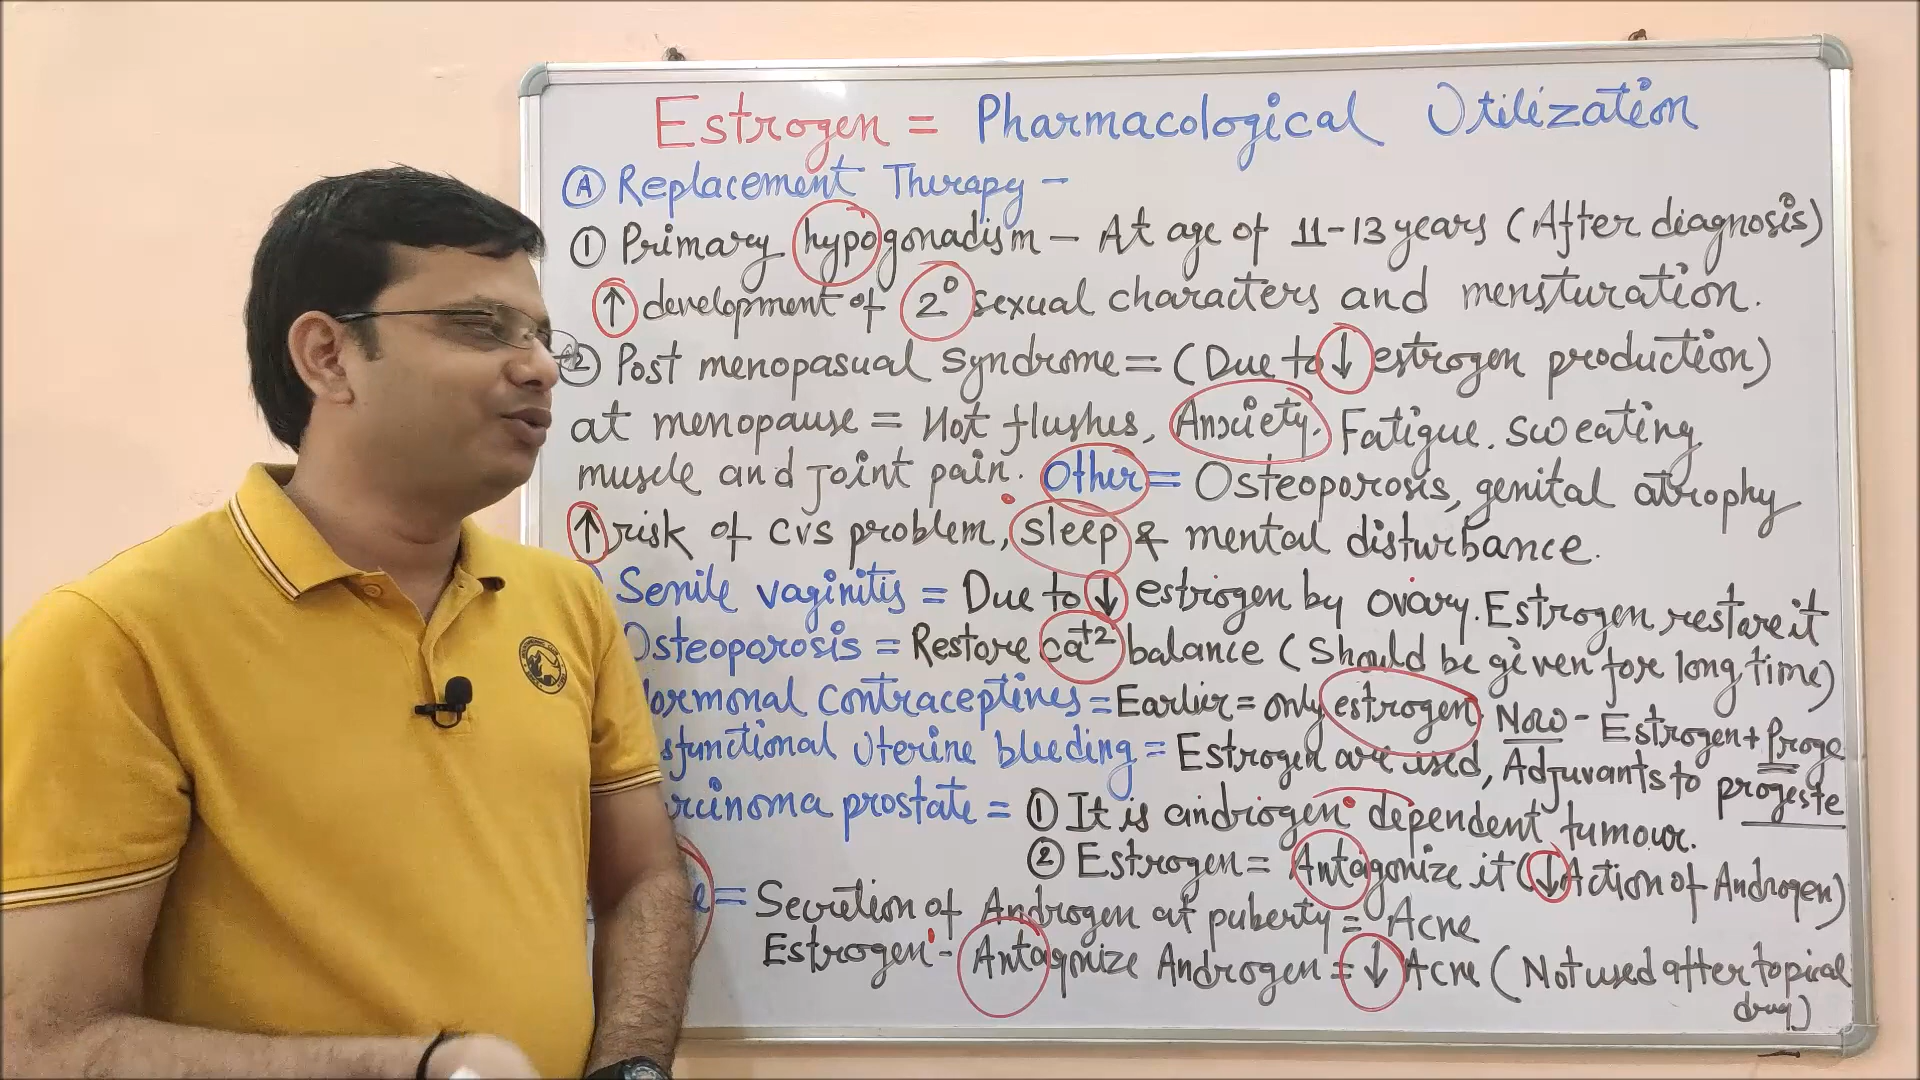 Estrogen = Pharmacological Utilization
Ⓐ Replacement Therapy -
① Primary hypogonadism - At age of 11-13 years (After diagnosis)
↑ development of 2° sexual characters and mensturation.
② Post menopasual syndrome = (Due to ↓ estrogen production)
at menopause = Hot flushes, Anxiety, Fatigue. sweating
muscle and joint pain. Other = Osteoporosis, genital atrophy
↑ risk of CVS problem, sleep & mental disturbance.
Senile vaginitis = Due to ↓ estrogen by ovary. Estrogen restore it
Osteoporosis = Restore ca+2 balance (Should be given for long time)
ormonal contraceptives = Earlier = only estrogen. Now - Estrogen + Proge
sfunctional Uterine bleeding = Estrogen are used, Adjuvants to progeste
rcinoma prostate = ① It is androgen dependent tumour.
② Estrogen = Antagonize it (↓ Action of Androgen)
e = Secretion of Androgen at puberty = Acne
Estrogen - Antagonize Androgen = ↓ Acne (Not used after topical
drug)